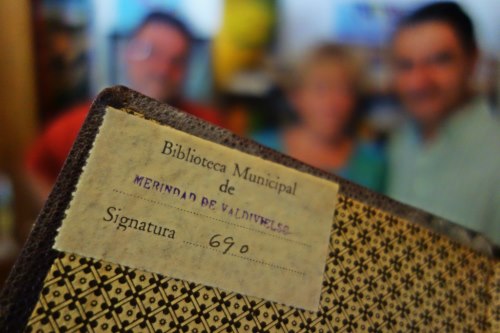 Biblioteca Municipal
de
MERINDAD DE VALDIVIELSO
Signatura 690